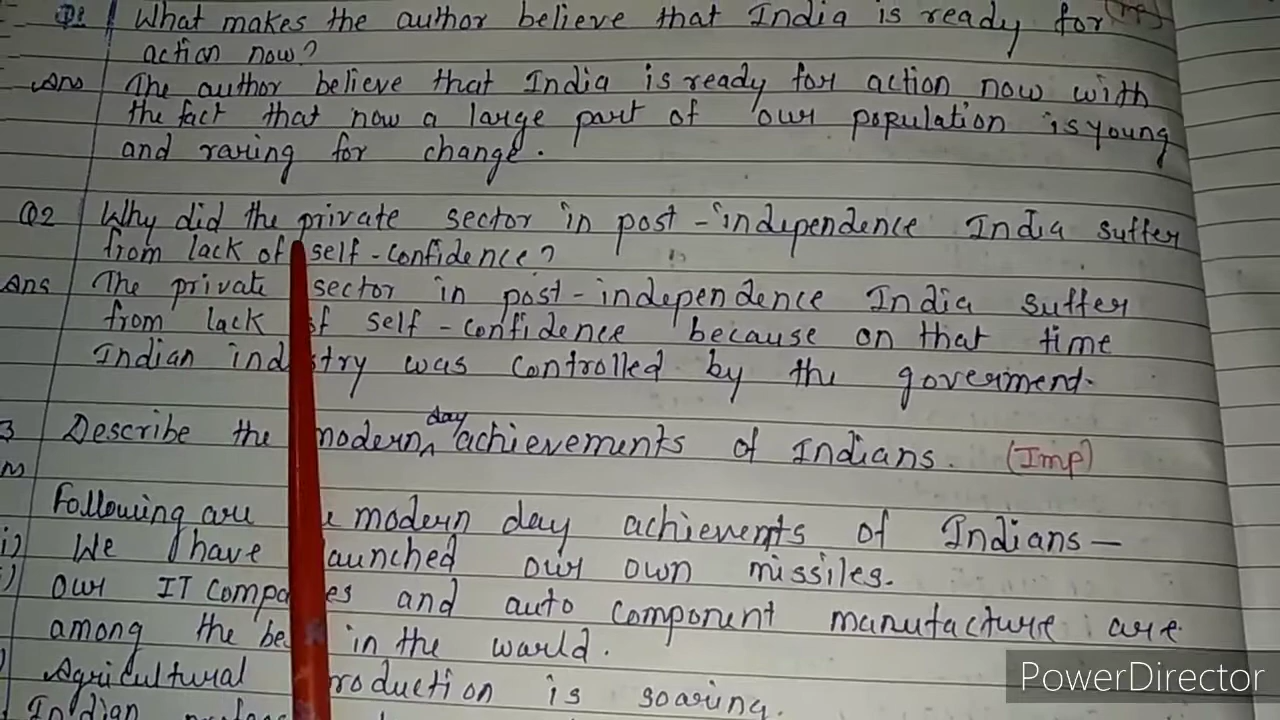 Q1 What makes the author believe that India is ready for
action now?
Ans The author believe that India is ready for action now with
the fact that now a large part of our population is young
and raring for change.
Q2 Why did the private sector in post-independence India suffer
from lack of self-confidence?
Ans The private sector in post-independence India suffer
from lack of self-confidence because on that time
Indian industry was controlled by the govermend.
3 Describe the modern day achievements of Indians. (Imp)
Following are modern day achievemts of Indians—
i) We have launched our own missiles.
our IT Companies and auto component manufacture are
among the best in the world.
Agricultural production is soaring.
Indian
PowerDirector